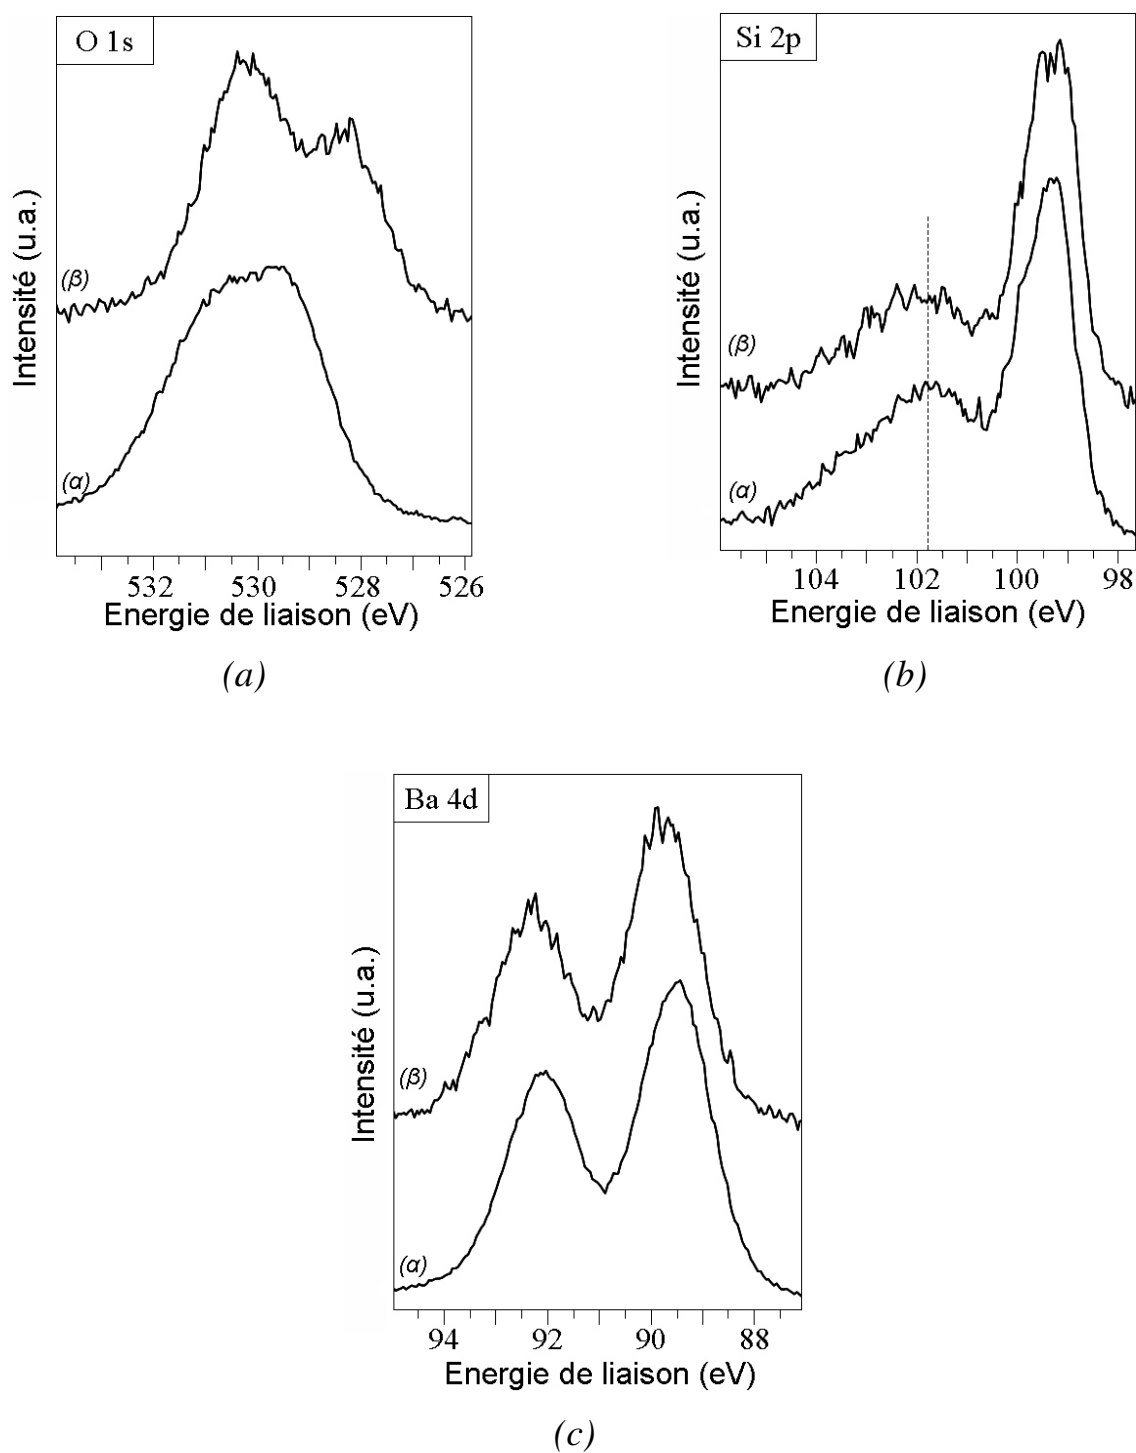 O 1s
Intensité (u.a.)
(β)
(α)
532 530 528 526
Energie de liaison (eV)
(a)
Si 2p
Intensité (u.a.)
(β)
(α)
104 102 100 98
Energie de liaison (eV)
(b)
Ba 4d
Intensité (u.a.)
(β)
(α)
94 92 90 88
Energie de liaison (eV)
(c)